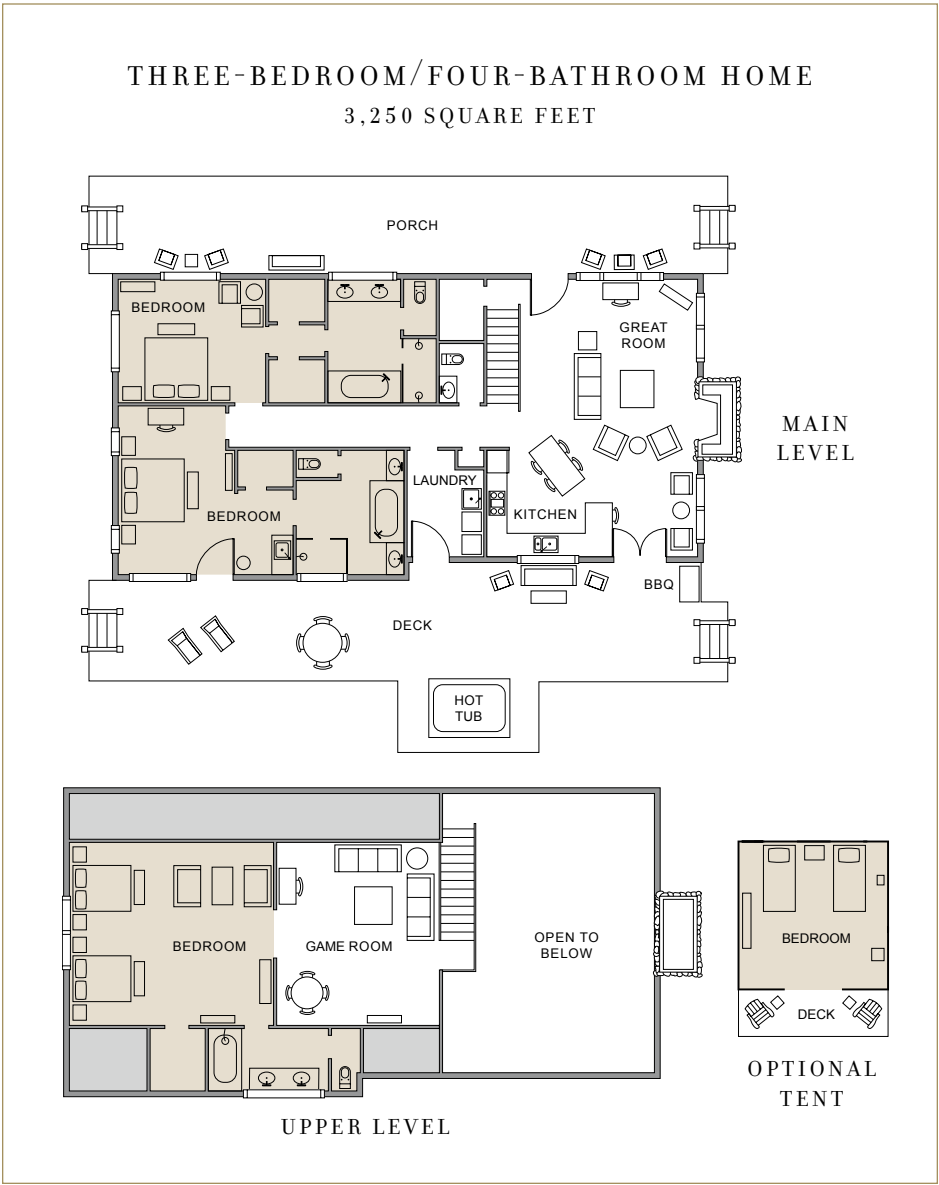 THREE-BEDROOM/FOUR-BATHROOM HOME
3,250 SQUARE FEET
PORCH
BEDROOM
GREAT
ROOM
MAIN
LEVEL
LAUNDRY
KITCHEN
BEDROOM
BBQ
DECK
HOT
TUB
BEDROOM
GAME ROOM
OPEN TO
BELOW
BEDROOM
DECK
OPTIONAL
TENT
UPPER LEVEL